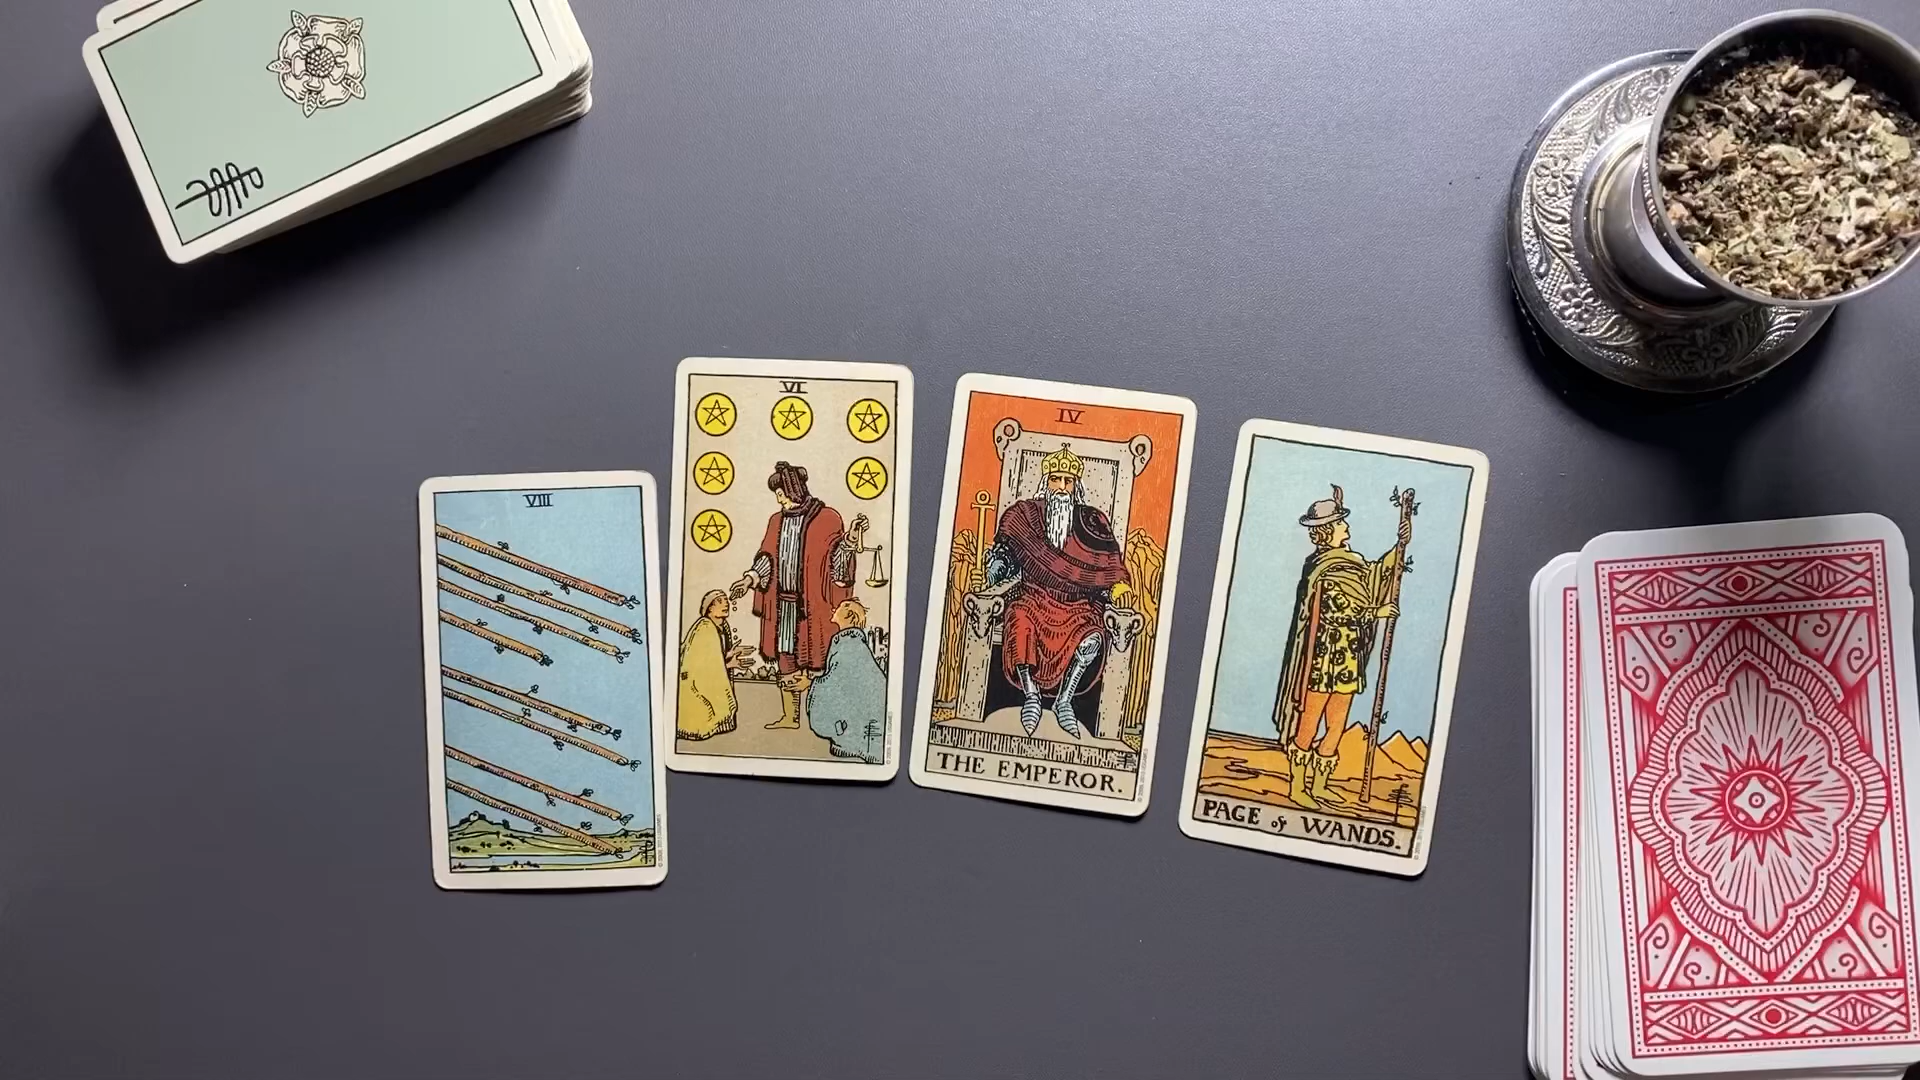 VIII
VI
IV
THE EMPEROR.
PAGE of WANDS.